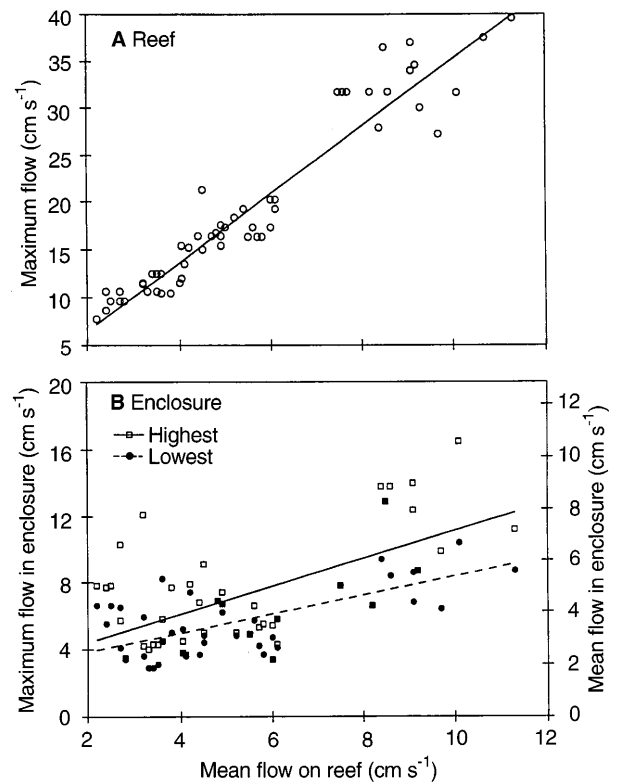 A Reef
Maximum flow (cm s⁻¹)
40
35
30
25
20
15
10
5
B Enclosure
Highest
Lowest
Maximum flow in enclosure (cm s⁻¹)
20
16
12
8
4
0
12
10
8
6
4
2
0
Mean flow in enclosure (cm s⁻¹)
2 4 6 8 10 12
Mean flow on reef (cm s⁻¹)